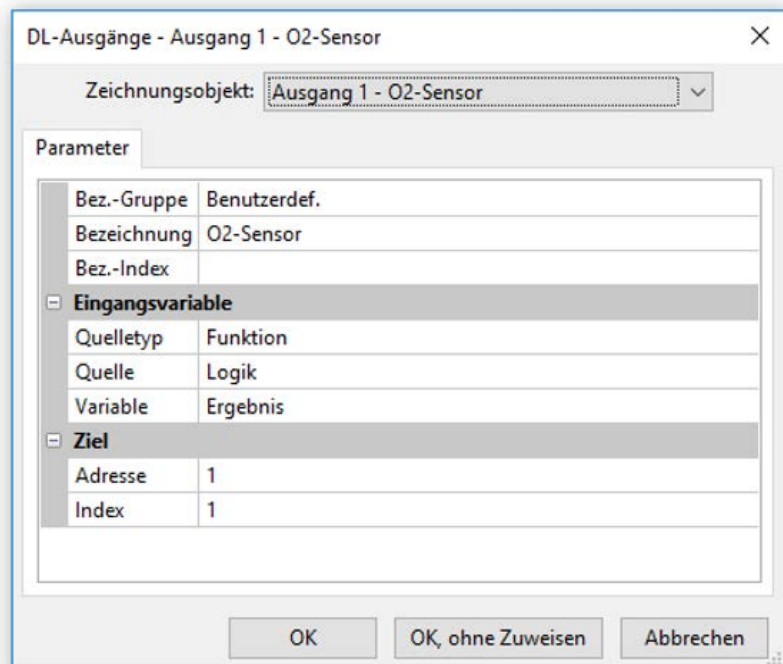 DL-Ausgänge - Ausgang 1 - O2-Sensor
Zeichnungsobjekt: Ausgang 1 - O2-Sensor
Parameter
Bez.-Gruppe Benutzerdef.
Bezeichnung O2-Sensor
Bez.-Index
Eingangsvariable
Quelletyp Funktion
Quelle Logik
Variable Ergebnis
Ziel
Adresse 1
Index 1
OK OK, ohne Zuweisen Abbrechen